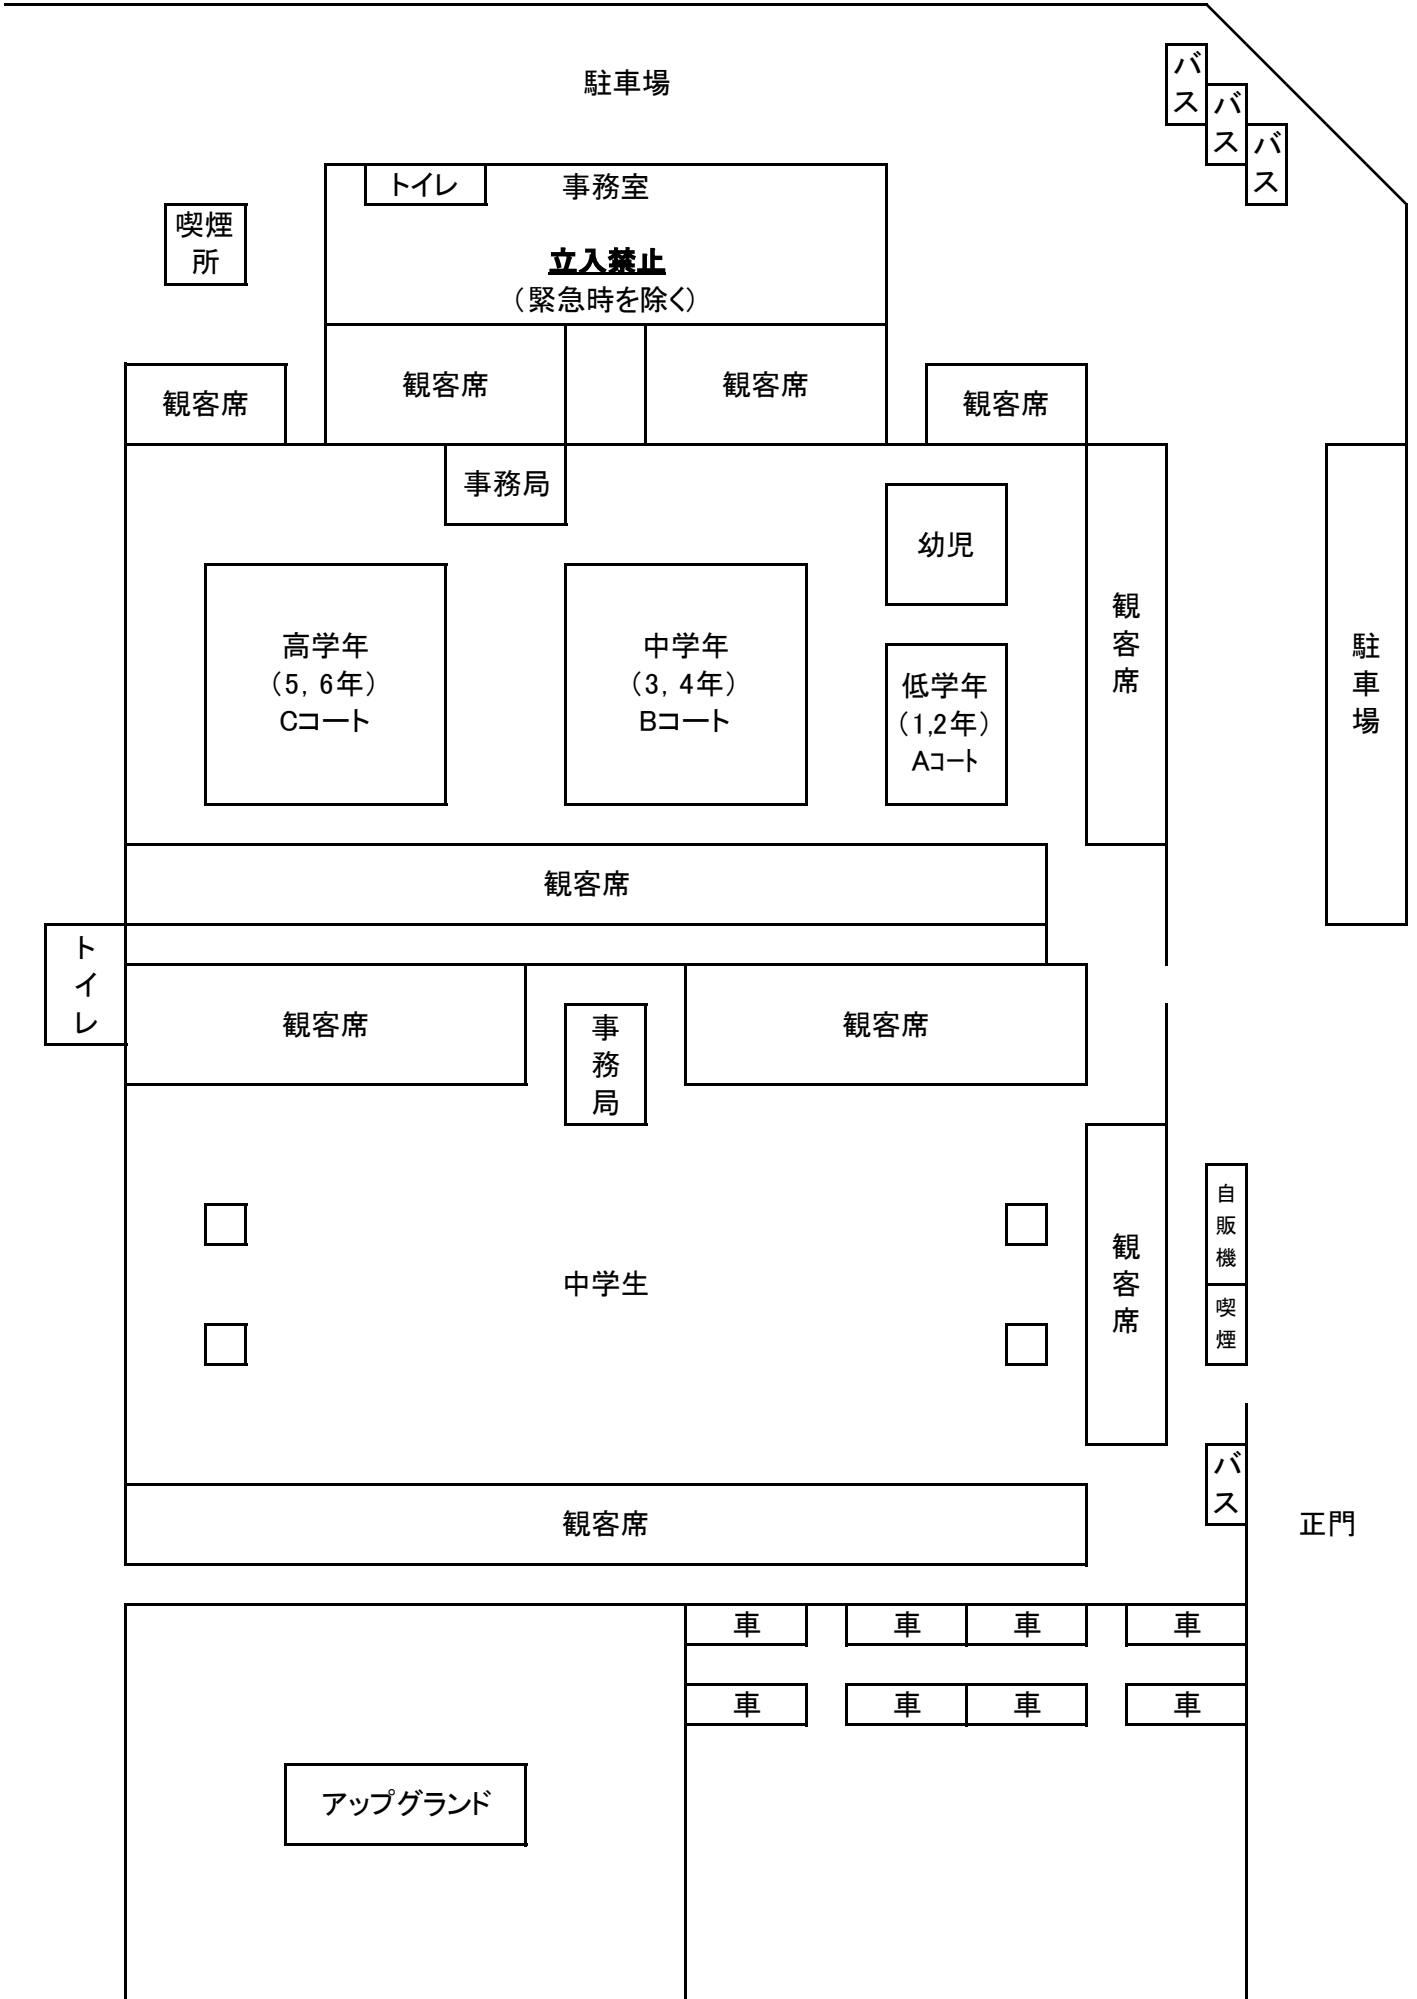 駐車場
バス
バス
バス
トイレ
事務室
喫煙
所
立入禁止
（緊急時を除く）
観客席
観客席
観客席
観客席
事務局
幼児
高学年
（5，6年）
Cコート
中学年
（3，4年）
Bコート
低学年
（1,2年）
Aｺｰﾄ
観客席
駐車場
観客席
トイレ
観客席
事務局
観客席
中学生
観客席
自販機
喫煙
バス
正門
観客席
車
車
車
車
車
車
車
車
アップグランド